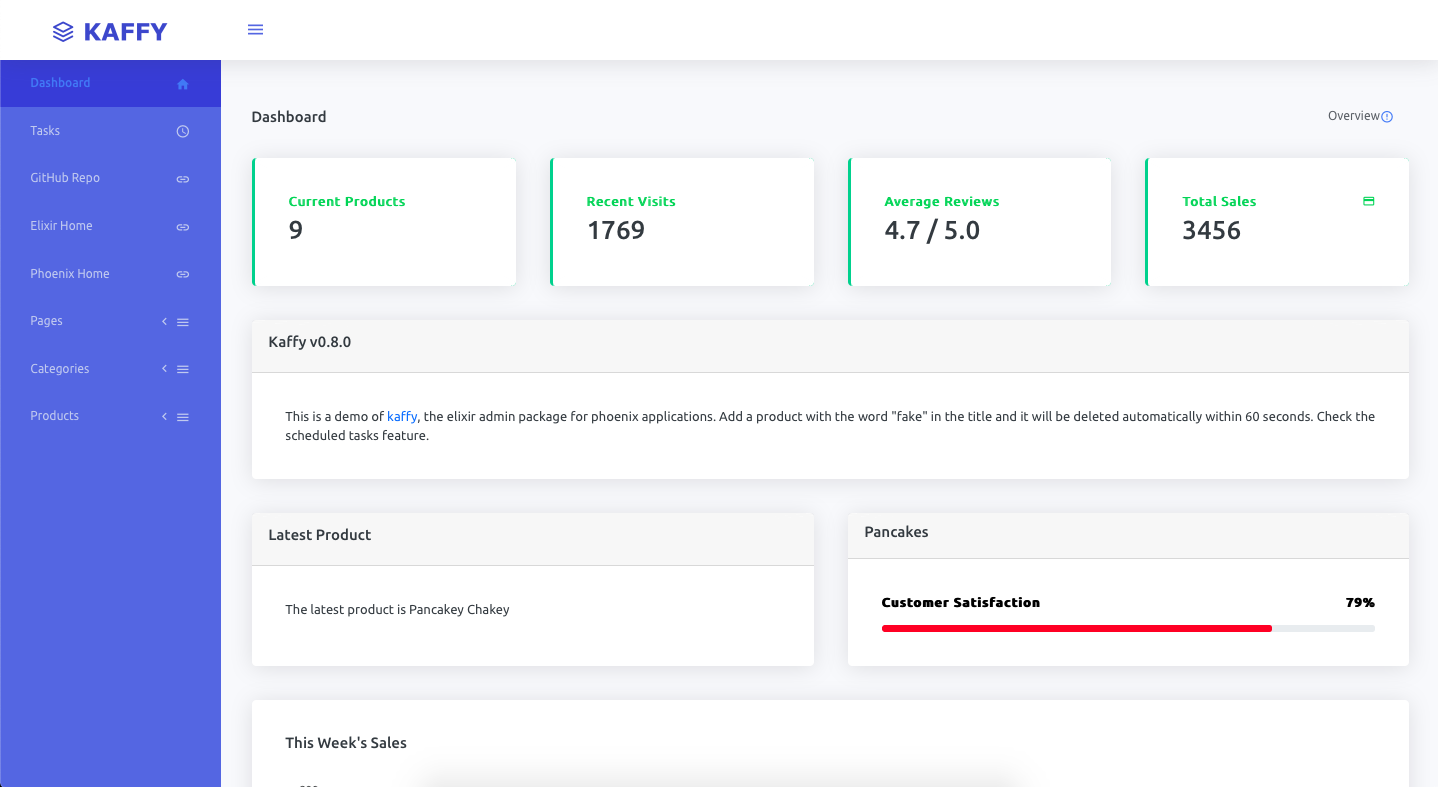 KAFFY
Dashboard
Tasks
GitHub Repo
Elixir Home
Phoenix Home
Pages
Categories
Products
Dashboard
Overview
Current Products
9
Recent Visits
1769
Average Reviews
4.7 / 5.0
Total Sales
3456
Kaffy v0.8.0
This is a demo of kaffy, the elixir admin package for phoenix applications. Add a product with the word "fake" in the title and it will be deleted automatically within 60 seconds. Check the
scheduled tasks feature.
Latest Product
The latest product is Pancakey Chakey
Pancakes
Customer Satisfaction 79%
This Week's Sales